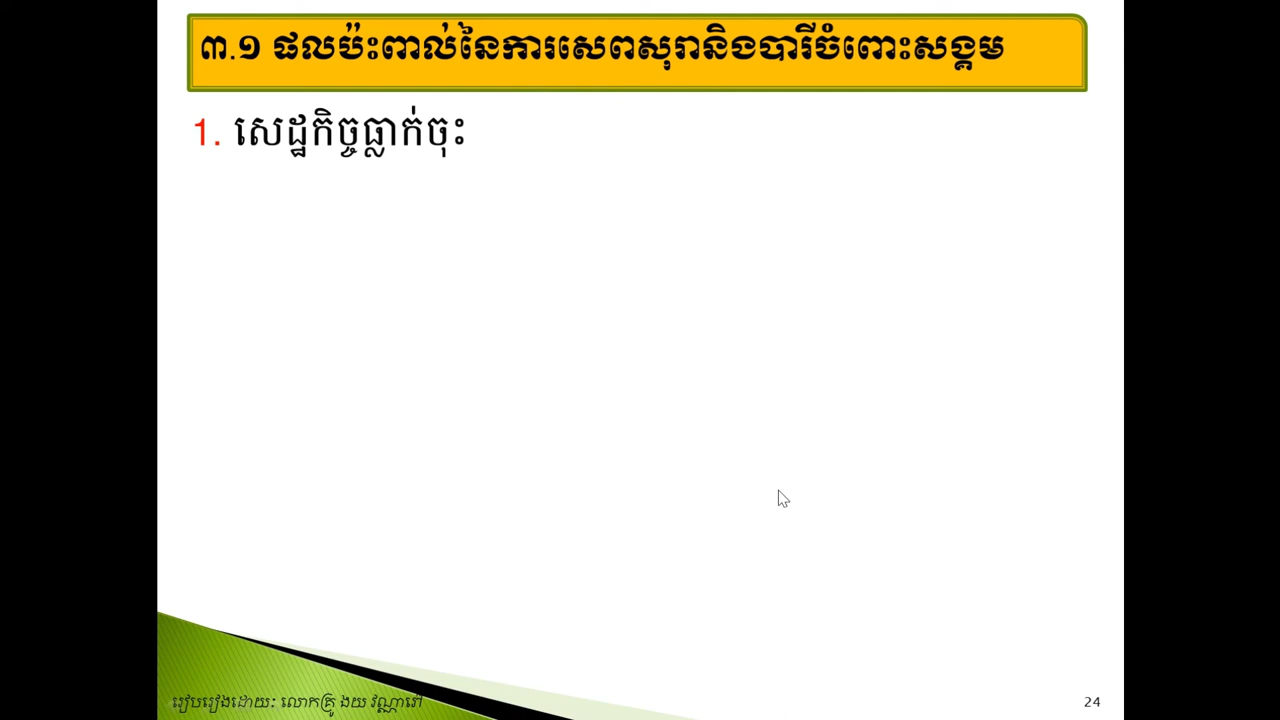 ៣.១ ផលប៉ះពាល់នៃការសេពសុរានិងបារីចំពោះសង្គម
1. សេដ្ឋកិច្ចធ្លាក់ចុះ
រៀបរៀងដោយ: លោកគ្រូ ងយ វណ្ណារៅ
24